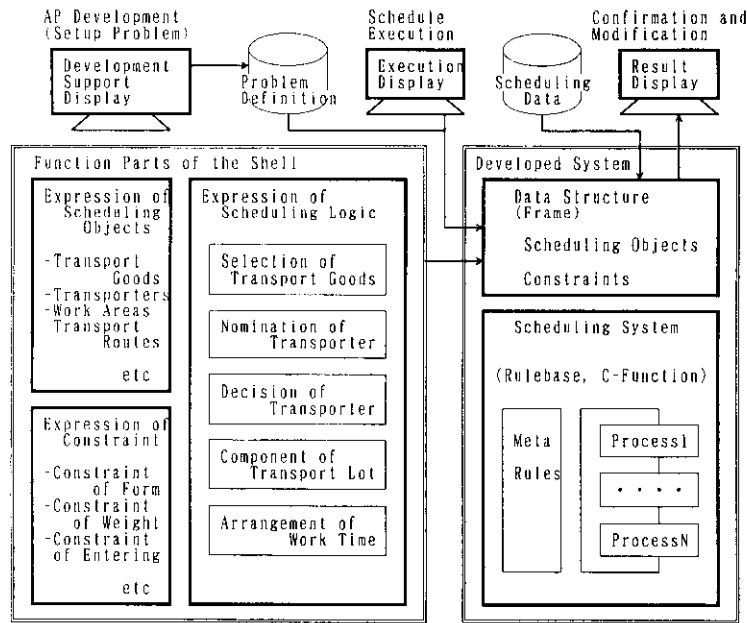 AP Development
(Setup Problem)
Development
Support
Display
Problem
Definition
Schedule
Execution
Execution
Display
Scheduling
Data
Confirmation and
Modification
Result
Display
Function Parts of the Shell
Expression of
Scheduling
Objects
-Transport
Goods
-Transporters
-Work Areas
Transport
Routes
etc
Expression of
Constraint
-Constraint
of Form
-Constraint
of Weight
-Constraint
of Entering
etc
Expression of
Scheduling Logic
Selection of
Transport Goods
Nomination of
Transporter
Decision of
Transporter
Component of
Transport Lot
Arrangement of
Work Time
Developed System
Data Structure
(Frame)
Scheduling Objects
Constraints
Scheduling System
(Rulebase, C-Function)
Meta
Rules
Process1
. . . .
ProcessN